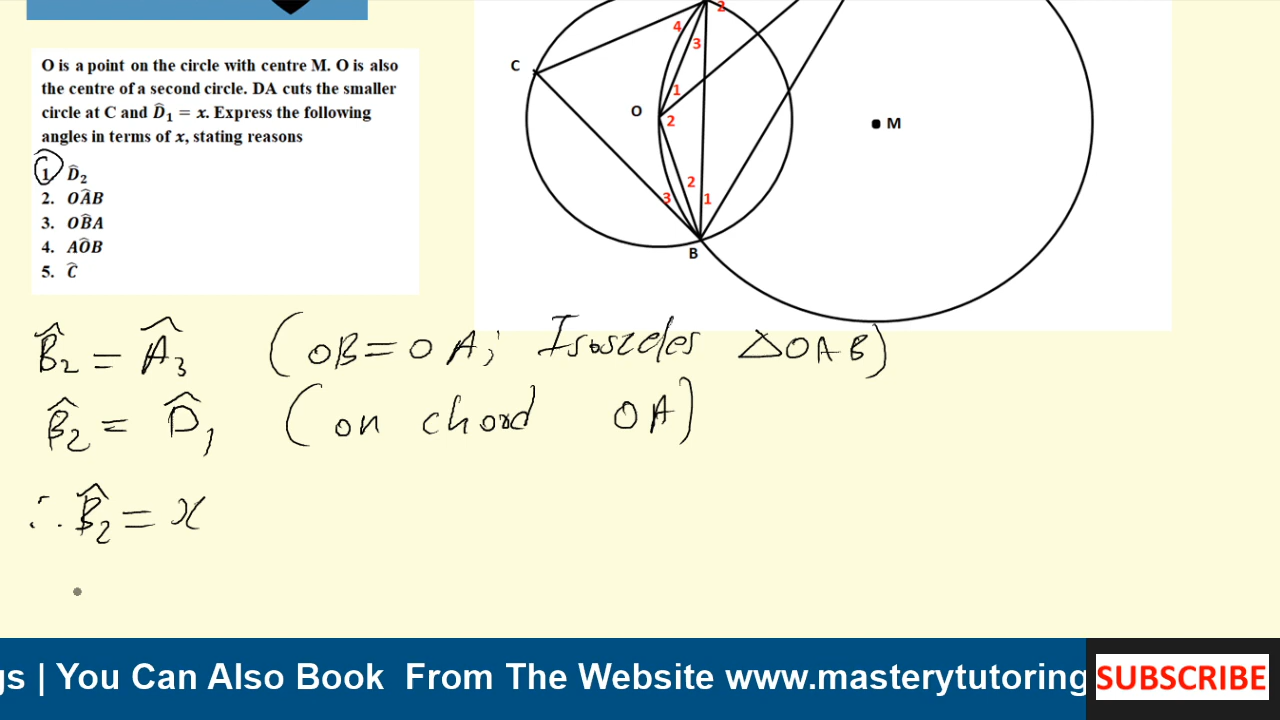 O is a point on the circle with centre M. O is also
the centre of a second circle. DA cuts the smaller
circle at C and D̂₁ = x. Express the following
angles in terms of x, stating reasons
1. D̂₂
2. OÂB
3. OB̂A
4. AÔB
5. Ĉ
2
4
3
C
1
O
2
M
2
3
1
B
B̂₂ = Â₃ (OB = OA; Isoszeles △OAB)
B̂₂ = D̂₁ (on chord OA)
∴ B̂₂ = x
gs | You Can Also Book From The Website www.masterytutoring
SUBSCRIBE